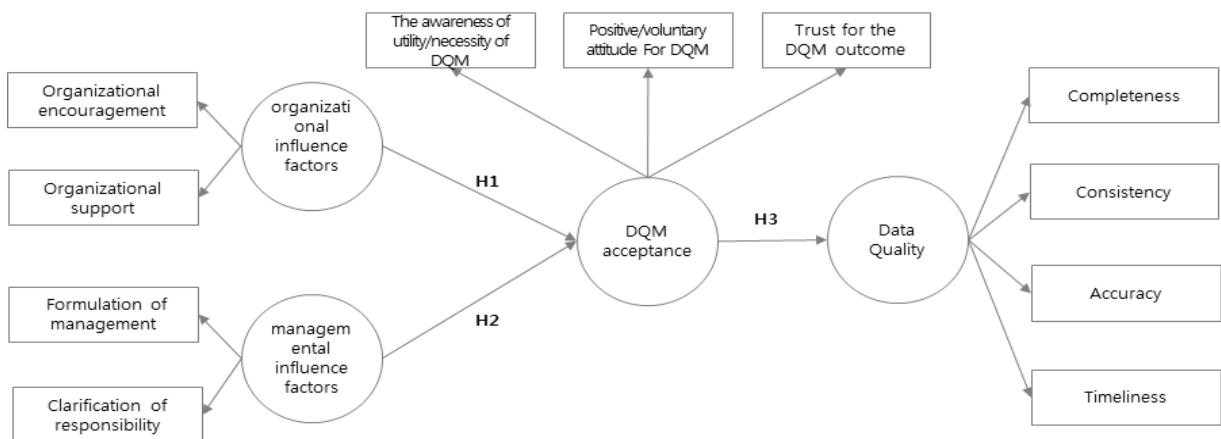 The awareness of
utility/necessity of
DQM
Positive/voluntary
attitude For DQM
Trust for the
DQM outcome
Organizational
encouragement
Organizational
support
organizati
onal
influence
factors
H1
Formulation of
management
Clarification of
responsibility
managem
ental
influence
factors
H2
DQM
acceptance
H3
Data
Quality
Completeness
Consistency
Accuracy
Timeliness